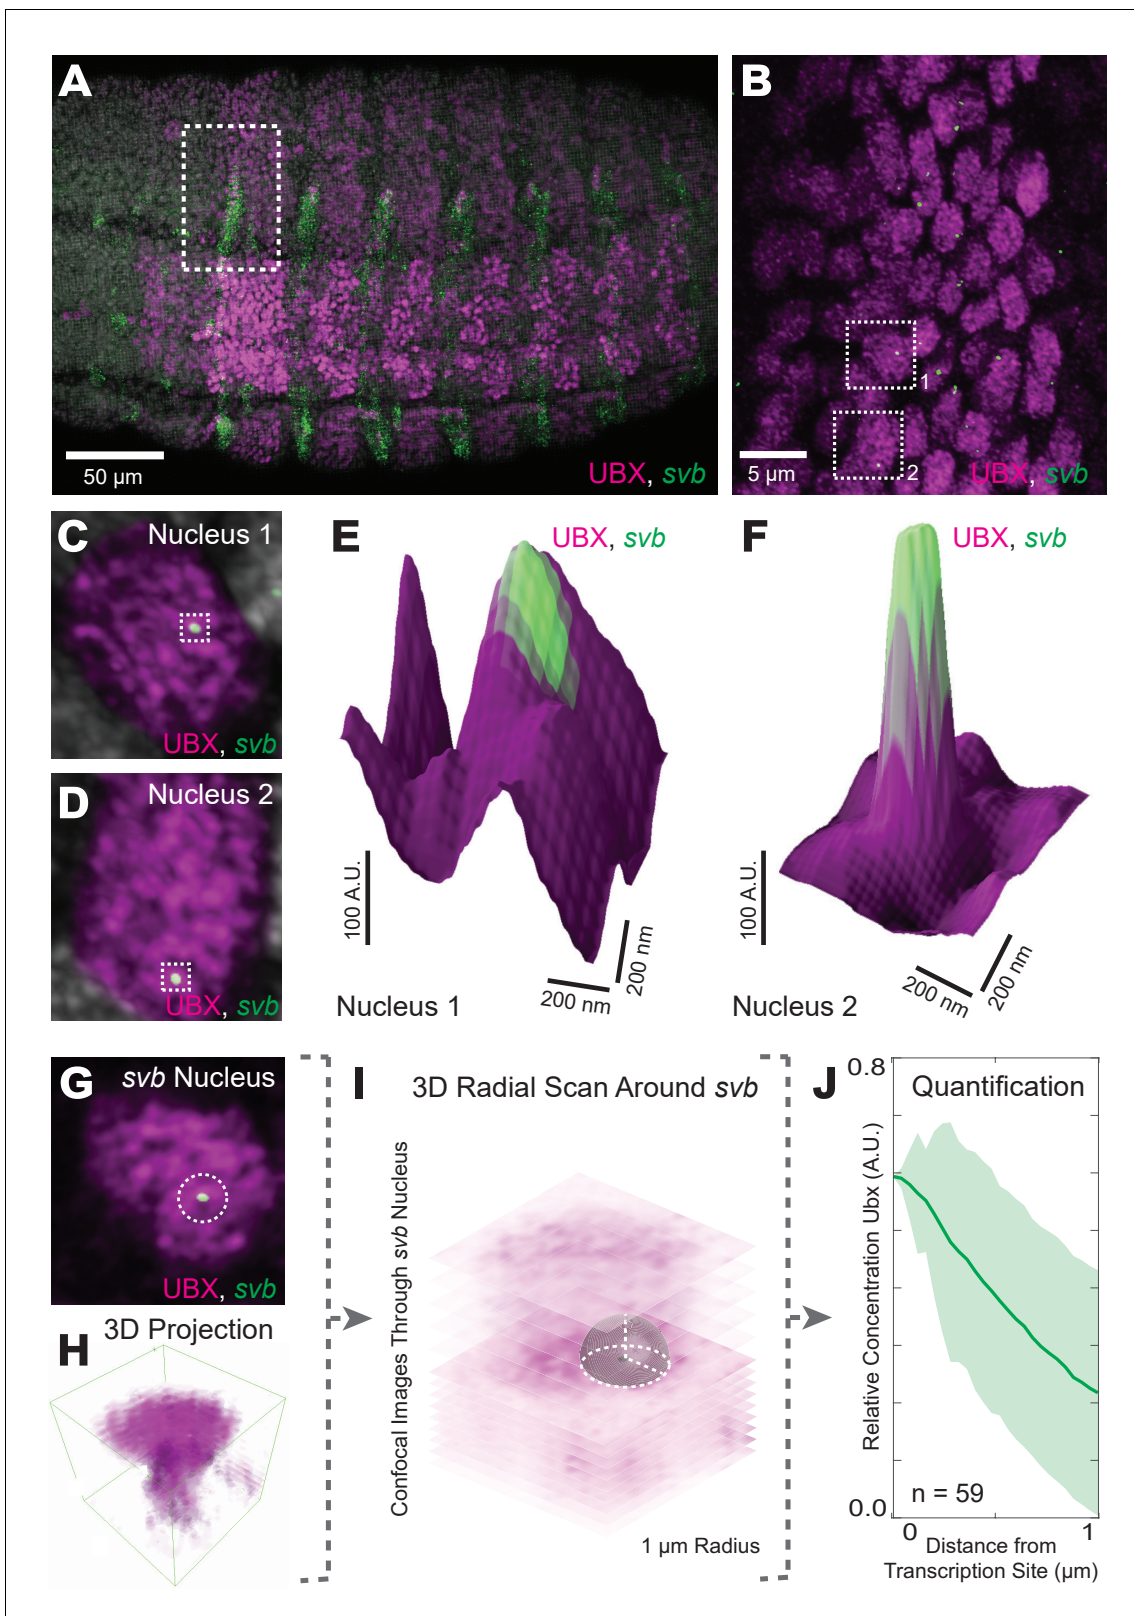 A
50 µm
UBX, svb
B
1
2
5 µm
UBX, svb
C
Nucleus 1
UBX, svb
D
Nucleus 2
UBX, svb
E
UBX, svb
100 A.U.
200 nm
200 nm
Nucleus 1
F
UBX, svb
100 A.U.
200 nm
200 nm
Nucleus 2
G
svb Nucleus
UBX, svb
H
3D Projection
I
3D Radial Scan Around svb
Confocal Images Through svb Nucleus
1 µm Radius
J
Quantification
0.8
Relative Concentration Ubx (A.U.)
n = 59
0.0
0
1
Distance from
Transcription Site (µm)